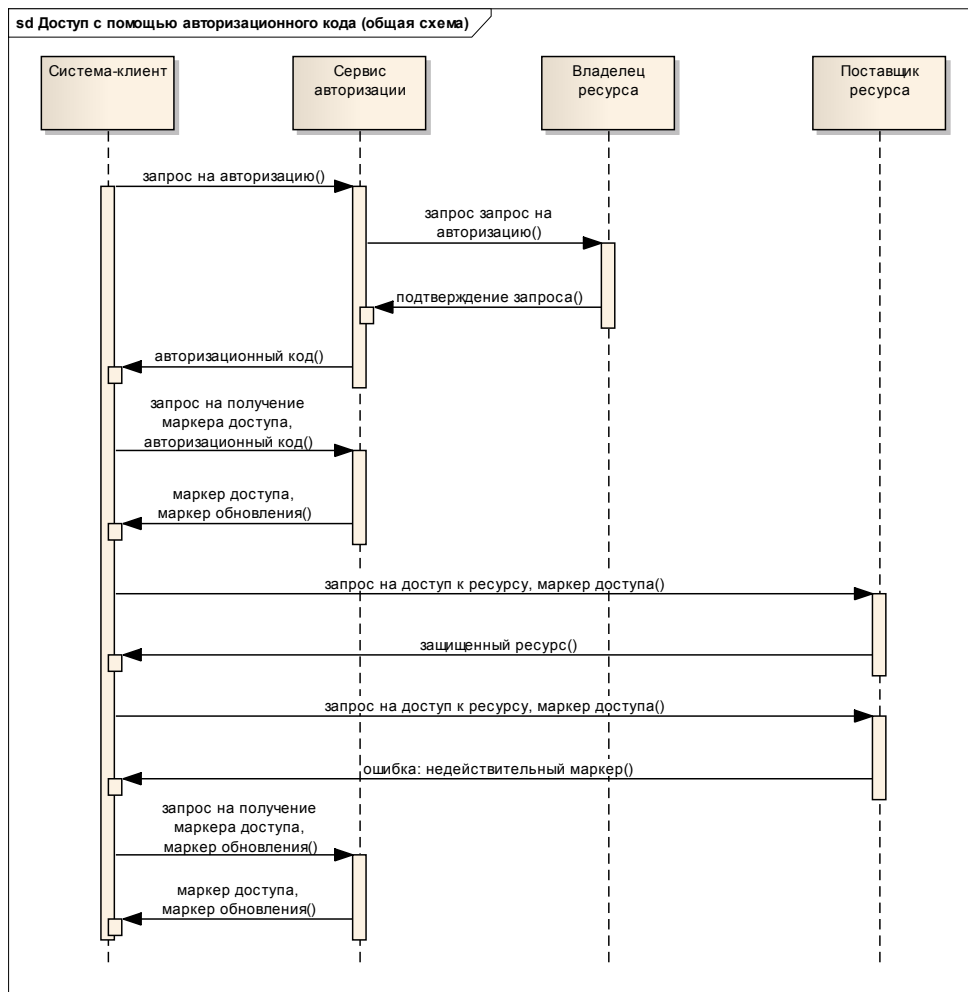 sd Доступ с помощью авторизационного кода (общая схема)
Система-клиент
Сервис
авторизации
Владелец
ресурса
Поставщик
ресурса
запрос на авторизацию()
запрос запрос на
авторизацию()
подтверждение запроса()
авторизационный код()
запрос на получение
маркера доступа,
авторизационный код()
маркер доступа,
маркер обновления()
запрос на доступ к ресурсу, маркер доступа()
защищенный ресурс()
запрос на доступ к ресурсу, маркер доступа()
ошибка: недействительный маркер()
запрос на получение
маркера доступа,
маркер обновления()
маркер доступа,
маркер обновления()